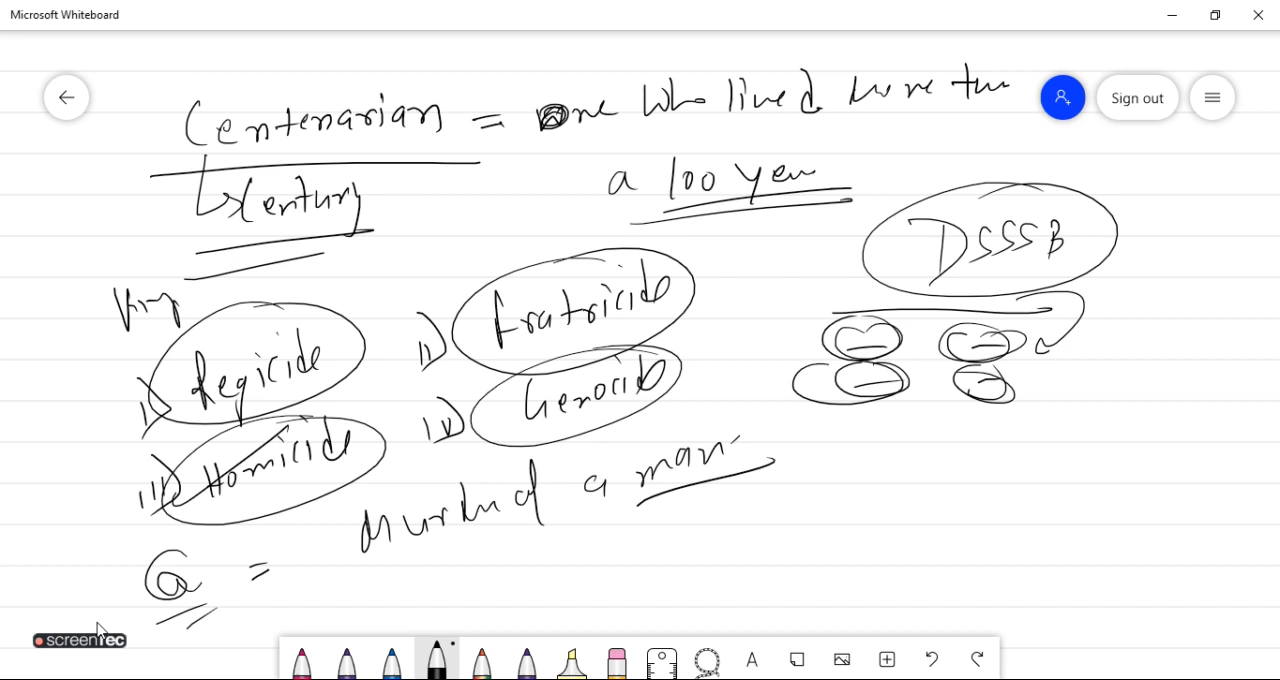 Microsoft Whiteboard
Sign out
Centenarian = one who lived more than
a 100 year
Century
DSSSB
King
i) Regicide ii) Fratricide
iii) Homicide iv) Genocid
Q = Murder of a man
screenrec
A